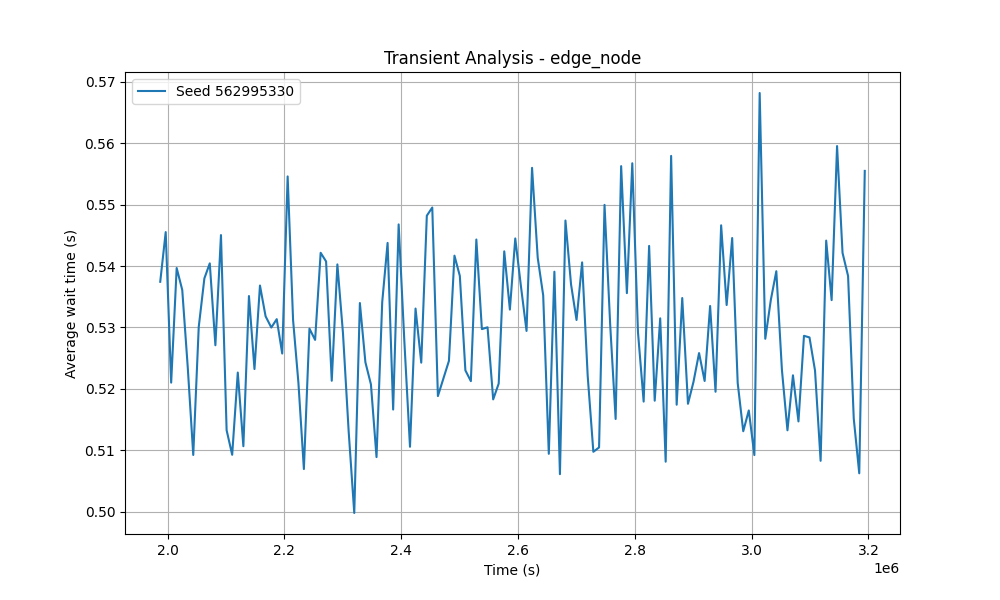 Transient Analysis - edge_node
Seed 562995330
Average wait time (s)
0.57
0.56
0.55
0.54
0.53
0.52
0.51
0.50
2.0 2.2 2.4 2.6 2.8 3.0 3.2
1e6
Time (s)